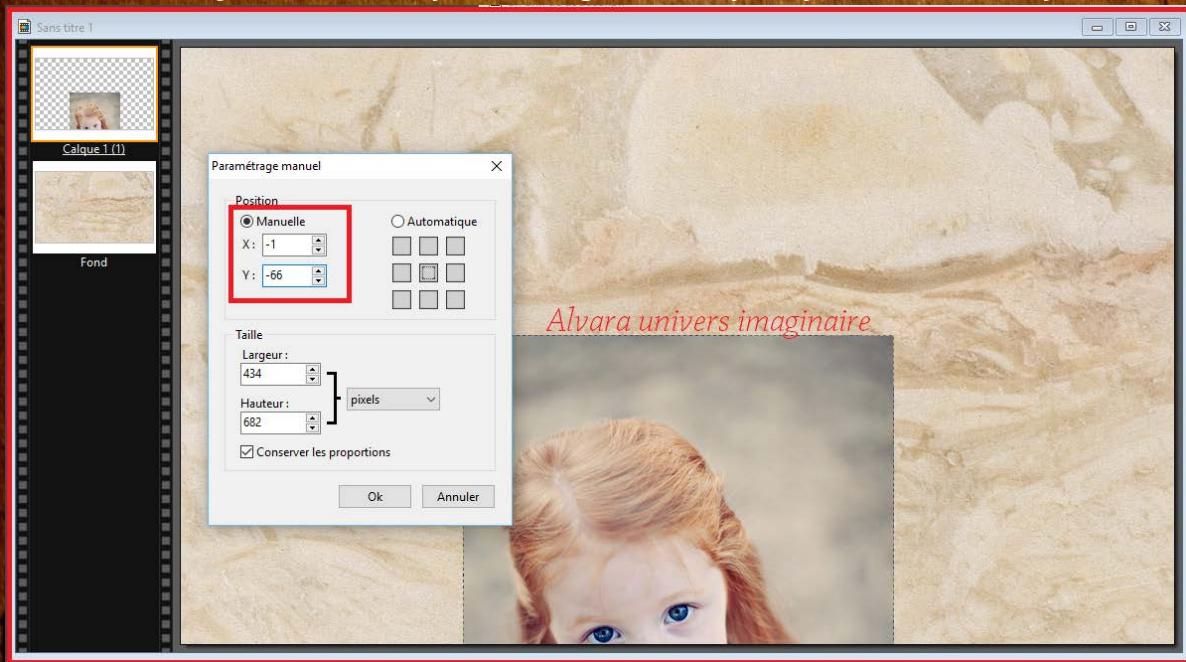 Sans titre 1
Calque 1 (1)
Fond
Paramétrage manuel
Position
Manuelle
Automatique
X : -1
Y : -66
Taille
Largeur :
434
Hauteur :
682
pixels
Conserver les proportions
Ok
Annuler
Alvara univers imaginaire